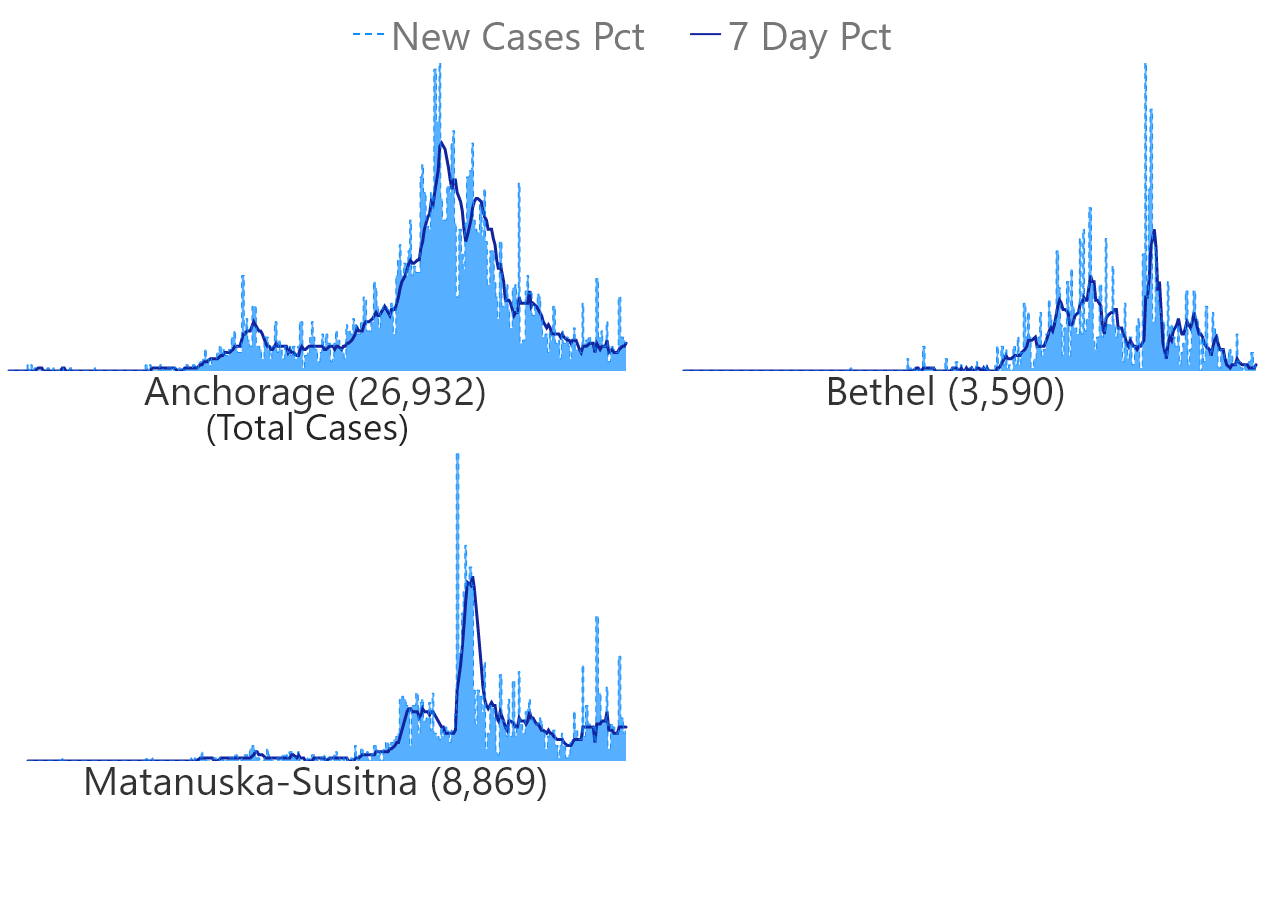 New Cases Pct 7 Day Pct
Anchorage (26,932)
(Total Cases)
Bethel (3,590)
Matanuska-Susitna (8,869)